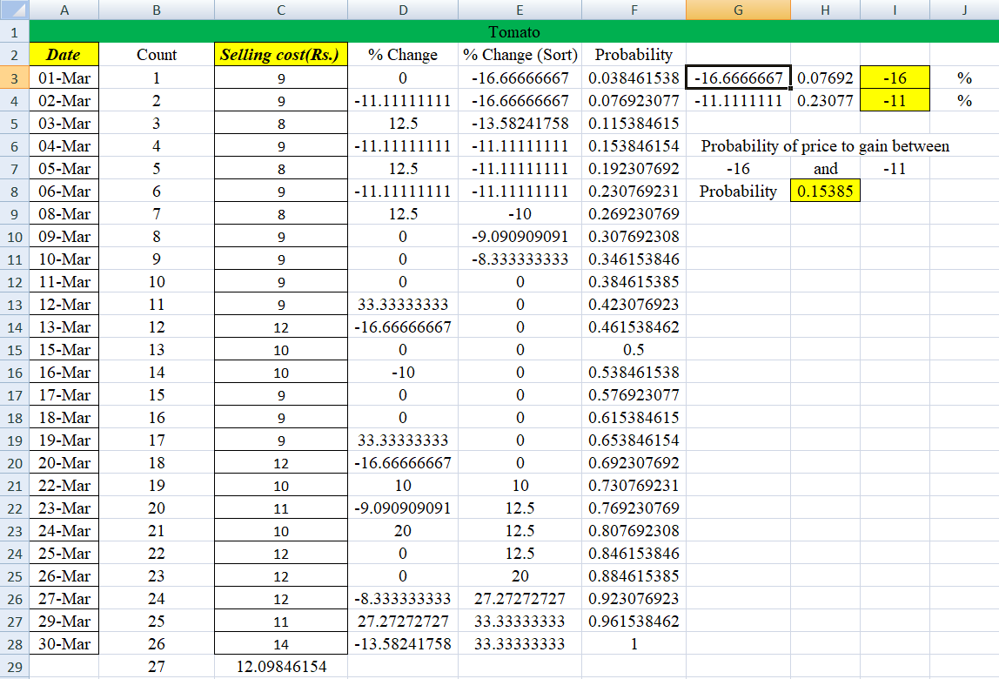 A B C D E F G H I J
1 Tomato
2 Date Count Selling cost(Rs.) % Change % Change (Sort) Probability
3 01-Mar 1 9 0 -16.66666667 0.038461538 -16.6666667 0.07692 -16 %
4 02-Mar 2 9 -11.11111111 -16.66666667 0.076923077 -11.1111111 0.23077 -11 %
5 03-Mar 3 8 12.5 -13.58241758 0.115384615
6 04-Mar 4 9 -11.11111111 -11.11111111 0.153846154 Probability of price to gain between
7 05-Mar 5 8 12.5 -11.11111111 0.192307692 -16 and -11
8 06-Mar 6 9 -11.11111111 -11.11111111 0.230769231 Probability 0.15385
9 08-Mar 7 8 12.5 -10 0.269230769
10 09-Mar 8 9 0 -9.090909091 0.307692308
11 10-Mar 9 9 0 -8.333333333 0.346153846
12 11-Mar 10 9 0 0 0.384615385
13 12-Mar 11 9 33.33333333 0 0.423076923
14 13-Mar 12 12 -16.66666667 0 0.461538462
15 15-Mar 13 10 0 0 0.5
16 16-Mar 14 10 -10 0 0.538461538
17 17-Mar 15 9 0 0 0.576923077
18 18-Mar 16 9 0 0 0.615384615
19 19-Mar 17 9 33.33333333 0 0.653846154
20 20-Mar 18 12 -16.66666667 0 0.692307692
21 22-Mar 19 10 10 10 0.730769231
22 23-Mar 20 11 -9.090909091 12.5 0.769230769
23 24-Mar 21 10 20 12.5 0.807692308
24 25-Mar 22 12 0 12.5 0.846153846
25 26-Mar 23 12 0 20 0.884615385
26 27-Mar 24 12 -8.333333333 27.27272727 0.923076923
27 29-Mar 25 11 27.27272727 33.33333333 0.961538462
28 30-Mar 26 14 -13.58241758 33.33333333 1
29 27 12.09846154